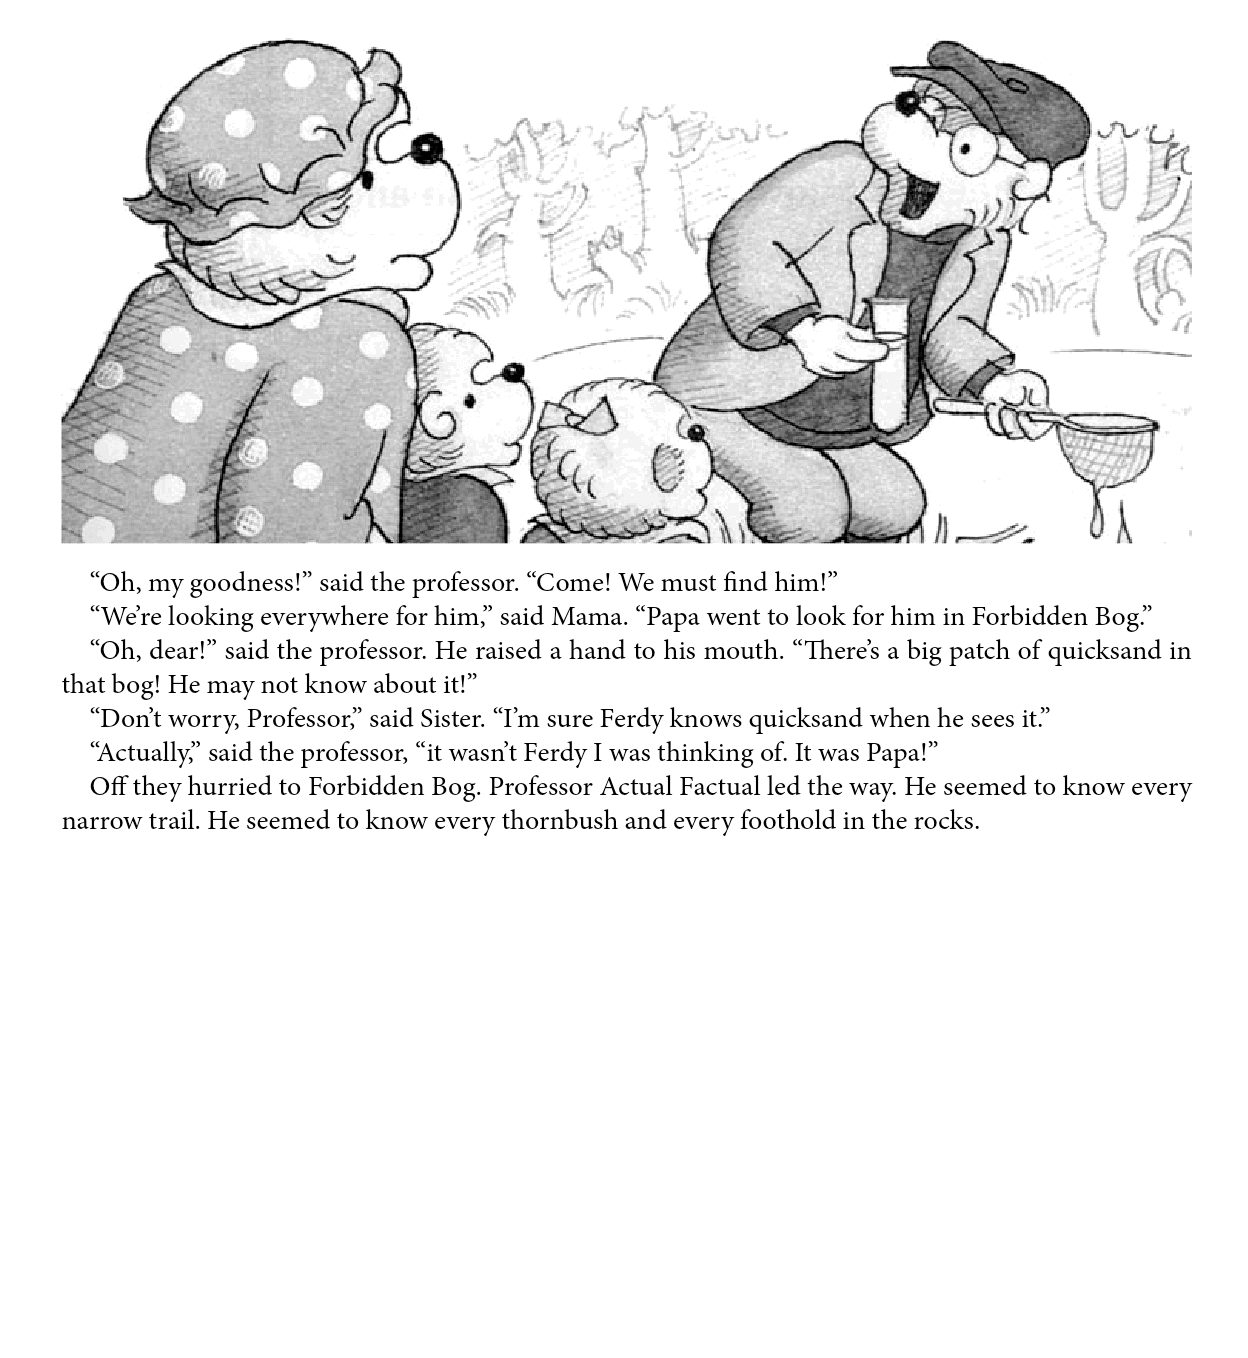 “Oh, my goodness!” said the professor. “Come! We must find him!”
“We’re looking everywhere for him,” said Mama. “Papa went to look for him in Forbidden Bog.”
“Oh, dear!” said the professor. He raised a hand to his mouth. “There’s a big patch of quicksand in
that bog! He may not know about it!”
“Don’t worry, Professor,” said Sister. “I’m sure Ferdy knows quicksand when he sees it.”
“Actually,” said the professor, “it wasn’t Ferdy I was thinking of. It was Papa!”
Off they hurried to Forbidden Bog. Professor Actual Factual led the way. He seemed to know every
narrow trail. He seemed to know every thornbush and every foothold in the rocks.